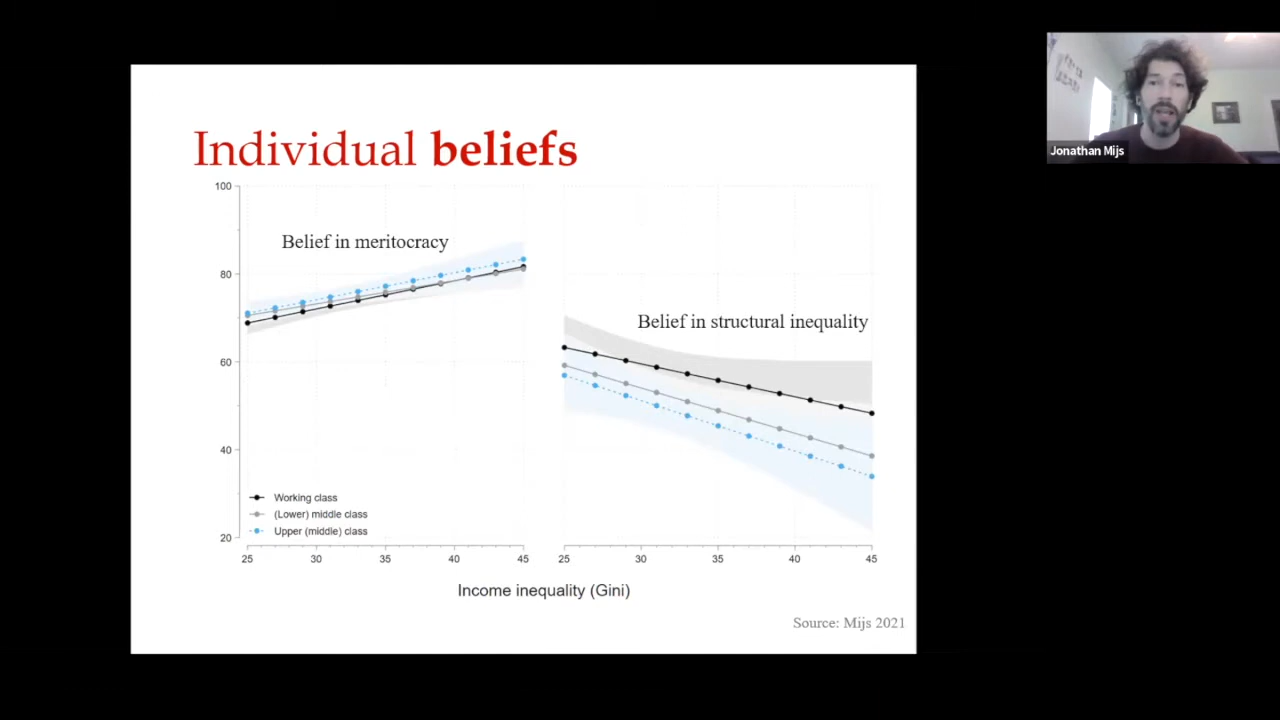 Individual beliefs
100
80
60
40
20
Belief in meritocracy
Belief in structural inequality
Working class
(Lower) middle class
Upper (middle) class
25 30 35 40 45
25 30 35 40 45
Income inequality (Gini)
Source: Mijs 2021
Jonathan Mijs